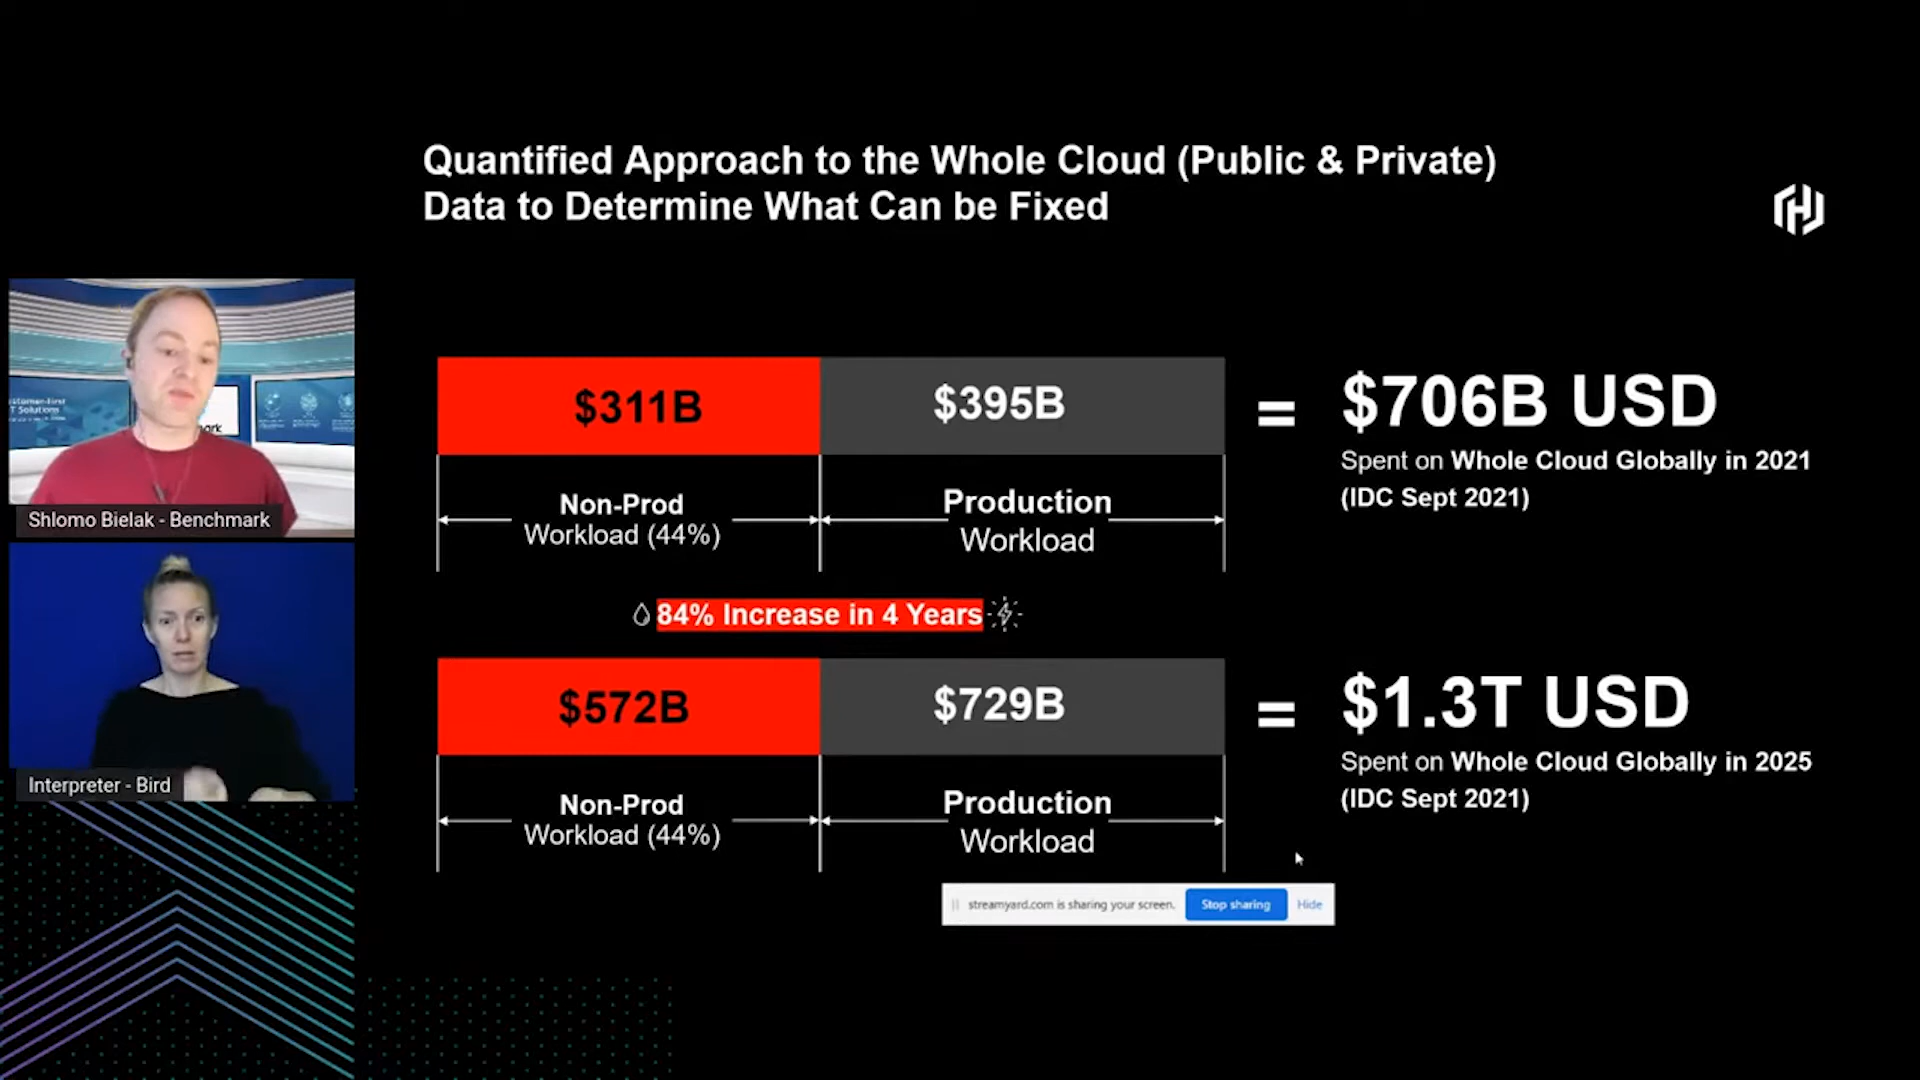 Quantified Approach to the Whole Cloud (Public & Private)
Data to Determine What Can be Fixed
T Solutions
Shlomo Bielak - Benchmark
Interpreter - Bird
$311B
$395B
=
$706B USD
Spent on Whole Cloud Globally in 2021
(IDC Sept 2021)
Non-Prod
Workload (44%)
Production
Workload
84% Increase in 4 Years
$572B
$729B
=
$1.3T USD
Spent on Whole Cloud Globally in 2025
(IDC Sept 2021)
Non-Prod
Workload (44%)
Production
Workload
streamyard.com is sharing your screen.
Stop sharing
Hide